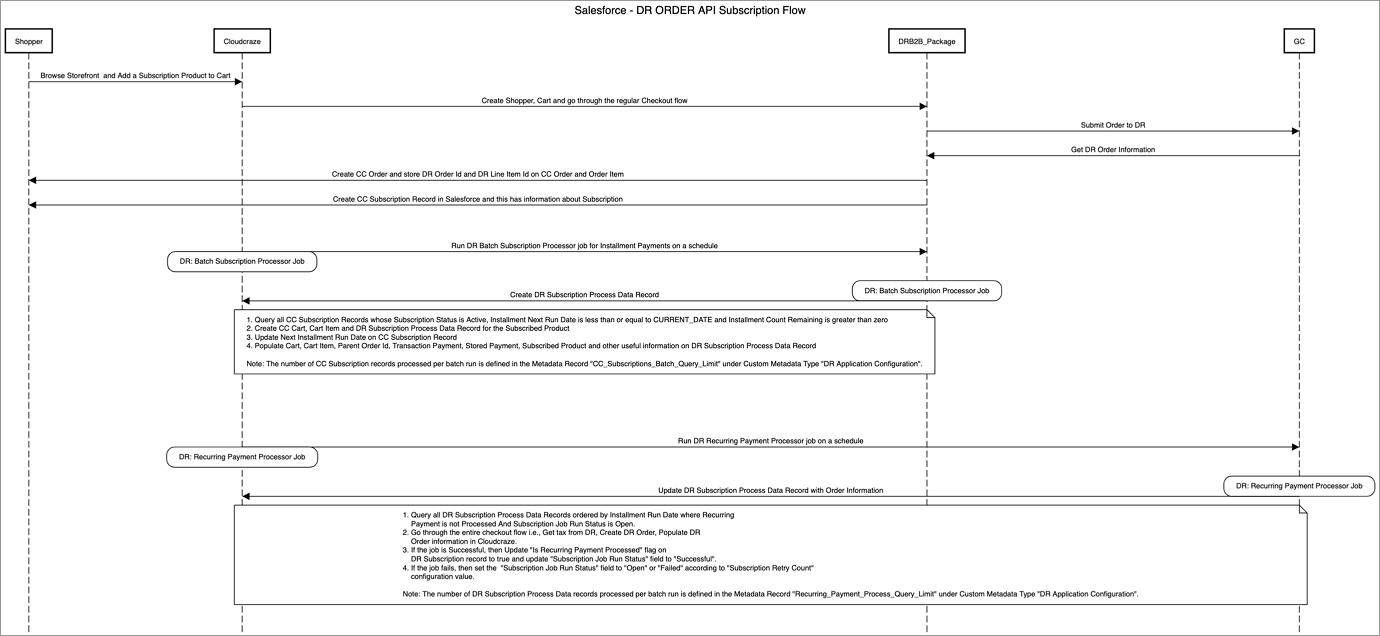 Salesforce - DR ORDER API Subscription Flow
Shopper
Cloudcraze
DRB2B_Package
GC
Browse Storefront  and Add a Subscription Product to Cart
Create Shopper, Cart and go through the regular Checkout flow
Submit Order to DR
Get DR Order Information
Create CC Order and store DR Order Id and DR Line Item Id on CC Order and Order Item
Create CC Subscription Record in Salesforce and this has information about Subscription
Run DR Batch Subscription Processor job for Installment Payments on a schedule
DR: Batch Subscription Processor Job
DR: Batch Subscription Processor Job
Create DR Subscription Process Data Record
1. Query all CC Subscription Records whose Subscription Status is Active, Installment Next Run Date is less than or equal to CURRENT_DATE and Installment Count Remaining is greater than zero
2. Create CC Cart, Cart Item and DR Subscription Process Data Record for the Subscribed Product
3. Update Next Installment Run Date on CC Subscription Record
4. Populate Cart, Cart Item, Parent Order Id, Transaction Payment, Stored Payment, Subscribed Product and other useful information on DR Subscription Process Data Record
Note: The number of CC Subscription records processed per batch run is defined in the Metadata Record "CC_Subscriptions_Batch_Query_Limit" under Custom Metadata Type "DR Application Configuration".
Run DR Recurring Payment Processor job on a schedule
DR: Recurring Payment Processor Job
DR: Recurring Payment Processor Job
Update DR Subscription Process Data Record with Order Information
1. Query all DR Subscription Process Data Records ordered by Installment Run Date where Recurring
Payment is not Processed And Subscription Job Run Status is Open.
2. Go through the entire checkout flow i.e., Get tax from DR, Create DR Order, Populate DR
Order information in Cloudcraze.
3. If the job is Successful, then Update "Is Recurring Payment Processed" flag on
DR Subscription record to true and update "Subscription Job Run Status" field to "Successful".
4. If the job fails, then set the  "Subscription Job Run Status" field to "Open" or "Failed" according to "Subscription Retry Count"
configuration value.
Note: The number of DR Subscription Process Data records processed per batch run is defined in the Metadata Record "Recurring_Payment_Process_Query_Limit" under Custom Metadata Type "DR Application Configuration".